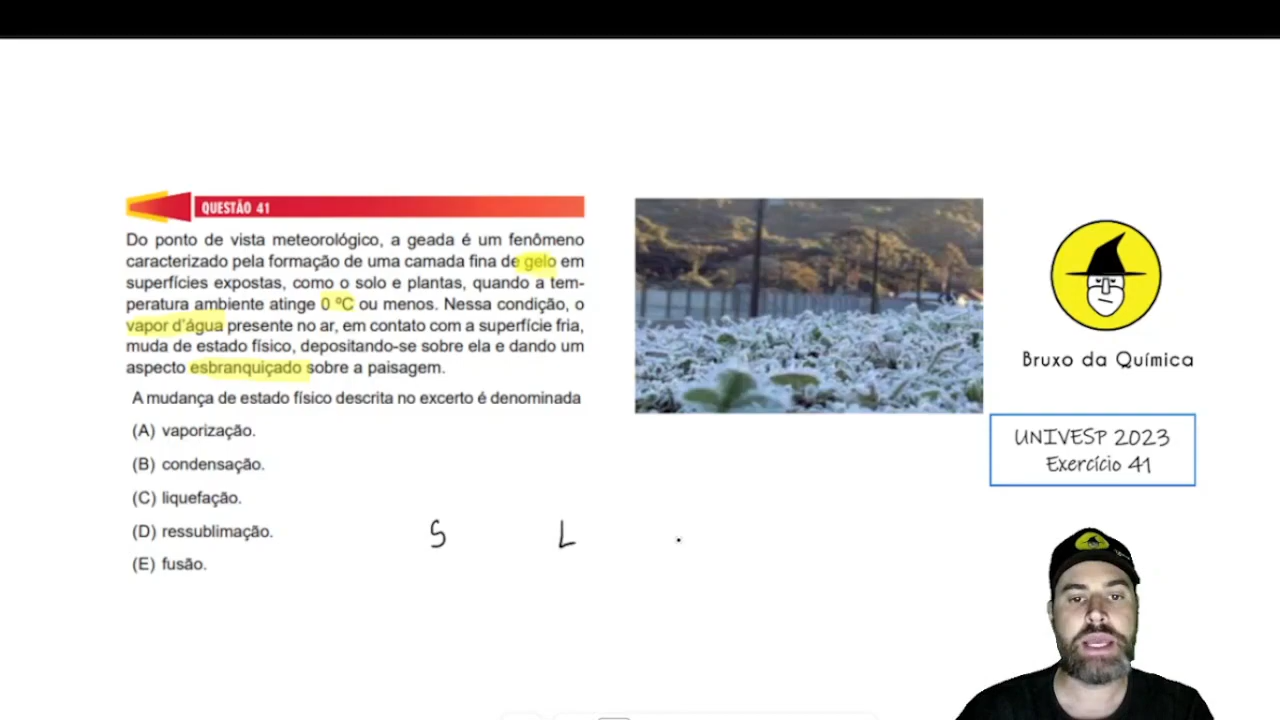 QUESTÃO 41
Do ponto de vista meteorológico, a geada é um fenômeno
caracterizado pela formação de uma camada fina de gelo em
superfícies expostas, como o solo e plantas, quando a tem-
peratura ambiente atinge 0 ºC ou menos. Nessa condição, o
vapor d'água presente no ar, em contato com a superfície fria,
muda de estado físico, depositando-se sobre ela e dando um
aspecto esbranquiçado sobre a paisagem.
A mudança de estado físico descrita no excerto é denominada
(A) vaporização.
(B) condensação.
(C) liquefação.
(D) ressublimação.
(E) fusão.
S L
Bruxo da Química
UNIVESP 2023
Exercício 41